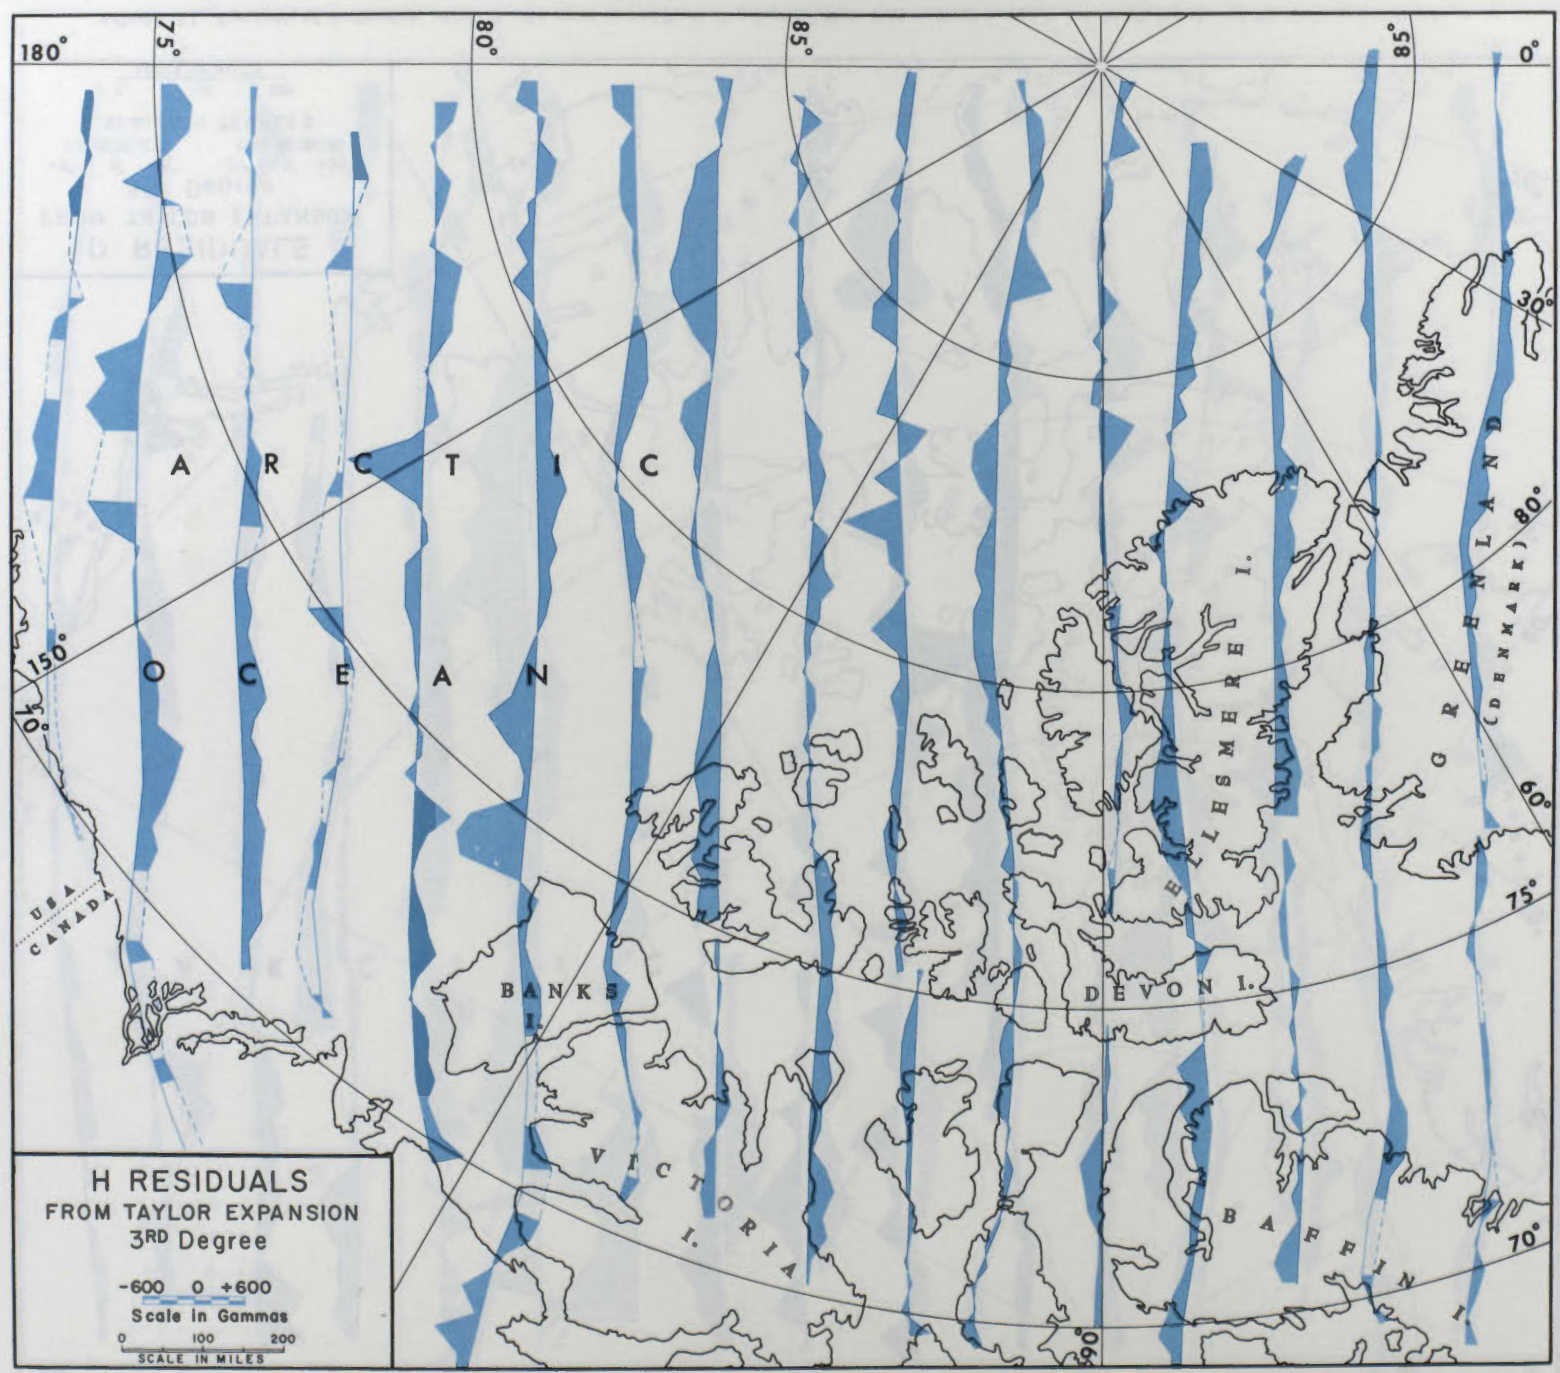 180°
75°
80°
85°
85°
0°
30°
ARCTIC
OCEAN
150°
70°
USA
CANADA
BANKS
I.
VICTORIA
I.
ELLESMERE I.
DEVON I.
BAFFIN I.
GREENLAND
(DENMARK)
80°
60°
75°
70°
90°
H RESIDUALS
FROM TAYLOR EXPANSION
3RD Degree
-600 0 +600
Scale in Gammas
0 100 200
SCALE IN MILES